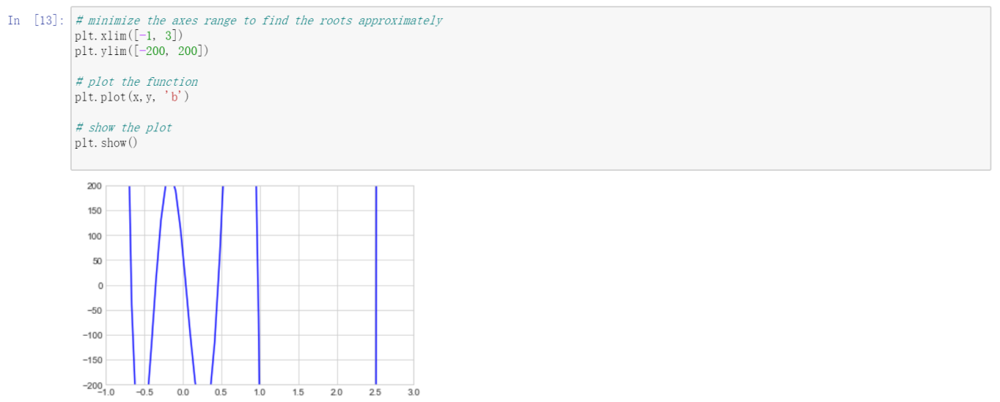 In [13]: # minimize the axes range to find the roots approximately
plt.xlim([-1, 3])
plt.ylim([-200, 200])
# plot the function
plt.plot(x,y, 'b')
# show the plot
plt.show()
200
150
100
50
0
−50
−100
−150
−200
−1.0 −0.5 0.0 0.5 1.0 1.5 2.0 2.5 3.0